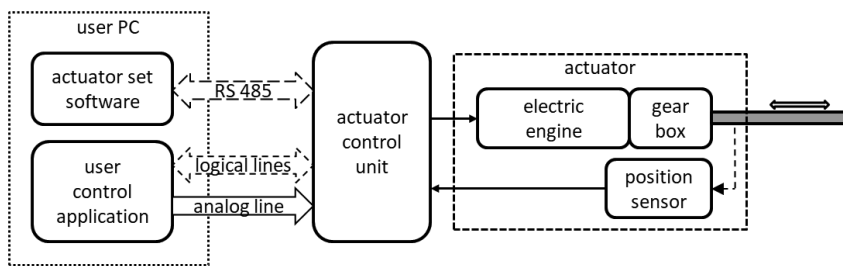 user PC
actuator set
software
RS 485
user
control
application
logical lines
analog line
actuator
control
unit
actuator
electric
engine
gear
box
position
sensor